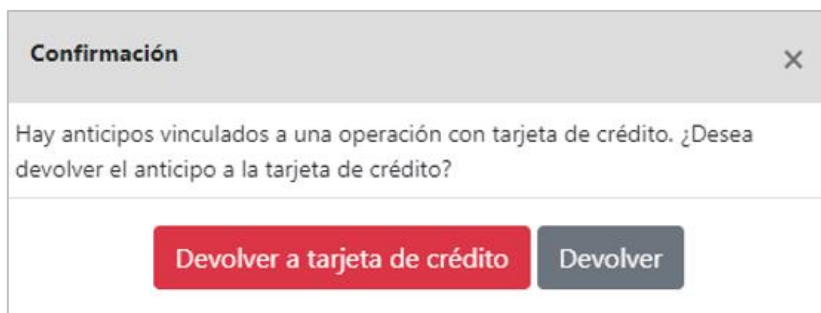 Confirmación
×
Hay anticipos vinculados a una operación con tarjeta de crédito. ¿Desea
devolver el anticipo a la tarjeta de crédito?
Devolver a tarjeta de crédito Devolver